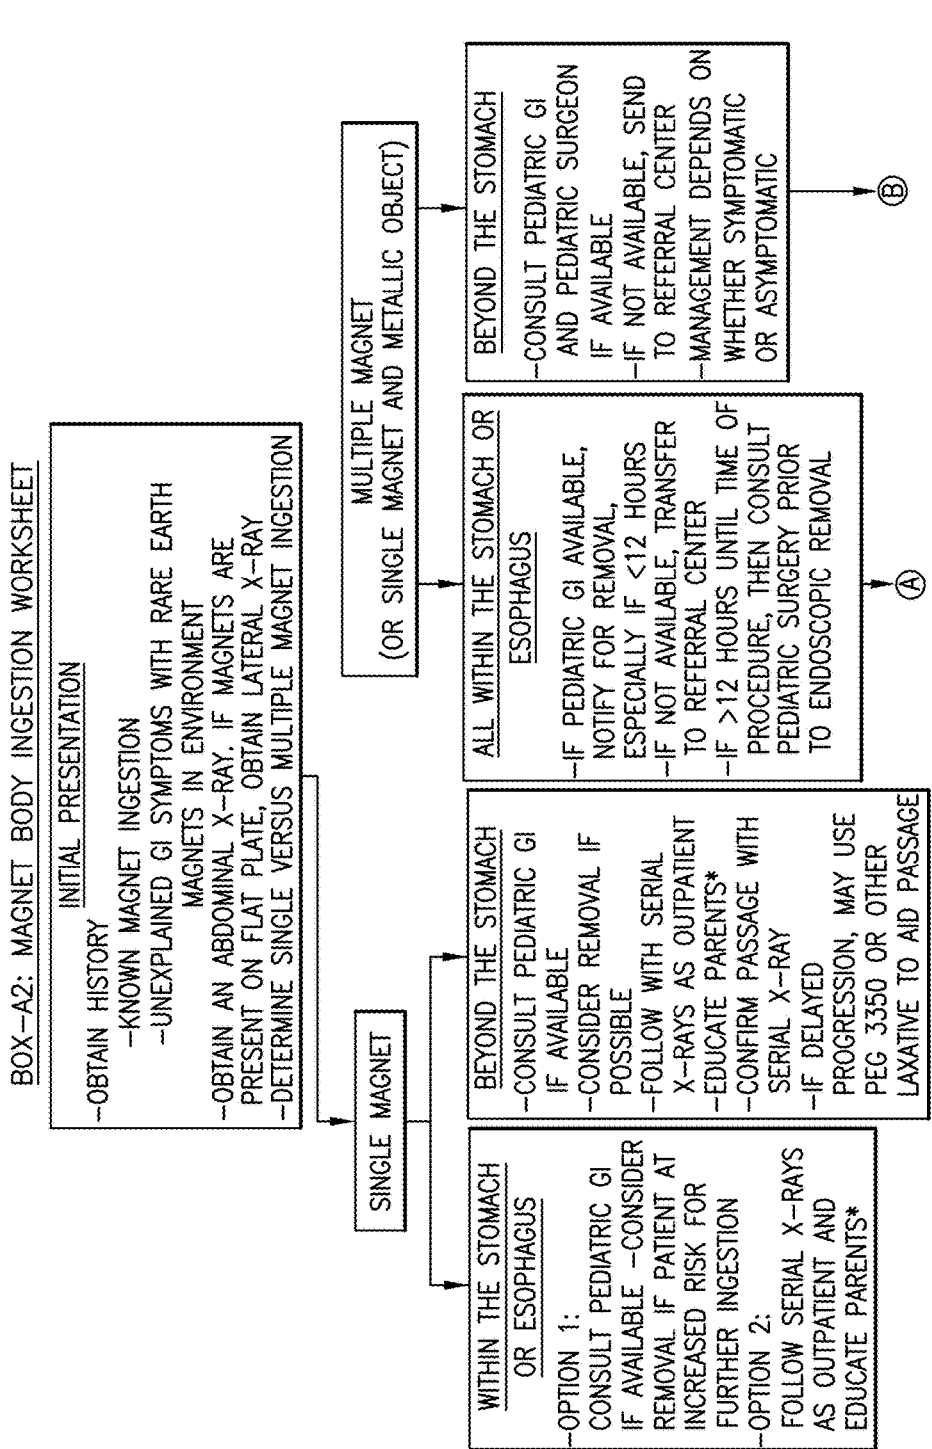 BOX-A2: MAGNET BODY INGESTION WORKSHEET
INITIAL PRESENTATION
-OBTAIN HISTORY
-KNOWN MAGNET INGESTION
-UNEXPLAINED GI SYMPTOMS WITH RARE EARTH
MAGNETS IN ENVIRONMENT
-OBTAIN AN ABDOMINAL X-RAY. IF MAGNETS ARE
PRESENT ON FLAT PLATE, OBTAIN LATERAL X-RAY
-DETERMINE SINGLE VERSUS MULTIPLE MAGNET INGESTION
SINGLE MAGNET
WITHIN THE STOMACH
OR ESOPHAGUS
-OPTION 1:
CONSULT PEDIATRIC GI
IF AVAILABLE -CONSIDER
REMOVAL IF PATIENT AT
INCREASED RISK FOR
FURTHER INGESTION
-OPTION 2:
FOLLOW SERIAL X-RAYS
AS OUTPATIENT AND
EDUCATE PARENTS*
BEYOND THE STOMACH
-CONSULT PEDIATRIC GI
IF AVAILABLE
-CONSIDER REMOVAL IF
POSSIBLE
-FOLLOW WITH SERIAL
X-RAYS AS OUTPATIENT
-EDUCATE PARENTS*
-CONFIRM PASSAGE WITH
SERIAL X-RAY
-IF DELAYED
PROGRESSION, MAY USE
PEG 3350 OR OTHER
LAXATIVE TO AID PASSAGE
MULTIPLE MAGNET
(OR SINGLE MAGNET AND METALLIC OBJECT)
ALL WITHIN THE STOMACH OR
ESOPHAGUS
-IF PEDIATRIC GI AVAILABLE,
NOTIFY FOR REMOVAL,
ESPECIALLY IF <12 HOURS
-IF NOT AVAILABLE, TRANSFER
TO REFERRAL CENTER
-IF >12 HOURS UNTIL TIME OF
PROCEDURE, THEN CONSULT
PEDIATRIC SURGERY PRIOR
TO ENDOSCOPIC REMOVAL
A
BEYOND THE STOMACH
-CONSULT PEDIATRIC GI
AND PEDIATRIC SURGEON
IF AVAILABLE
-IF NOT AVAILABLE, SEND
TO REFERRAL CENTER
-MANAGEMENT DEPENDS ON
WHETHER SYMPTOMATIC
OR ASYMPTOMATIC
B